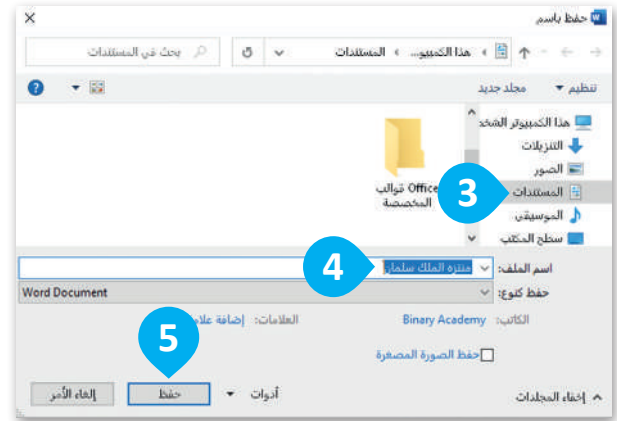 حفظ باسم
هذا الكمبيو... المستندات بحث في المستندات
تنظيم مجلد جديد
هذا الكمبيوتر الشخ
التنزيلات
الصور
المستندات 3
الموسيقى
سطح المكتب
قوالب Office
المخصصة
اسم الملف: منتزه الملك سلمان 4
حفظ كنوع: Word Document
الكاتب: Binary Academy العلامات: إضافة علام
حفظ الصورة المصغرة
5
إخفاء المجلدات أدوات حفظ إلغاء الأمر